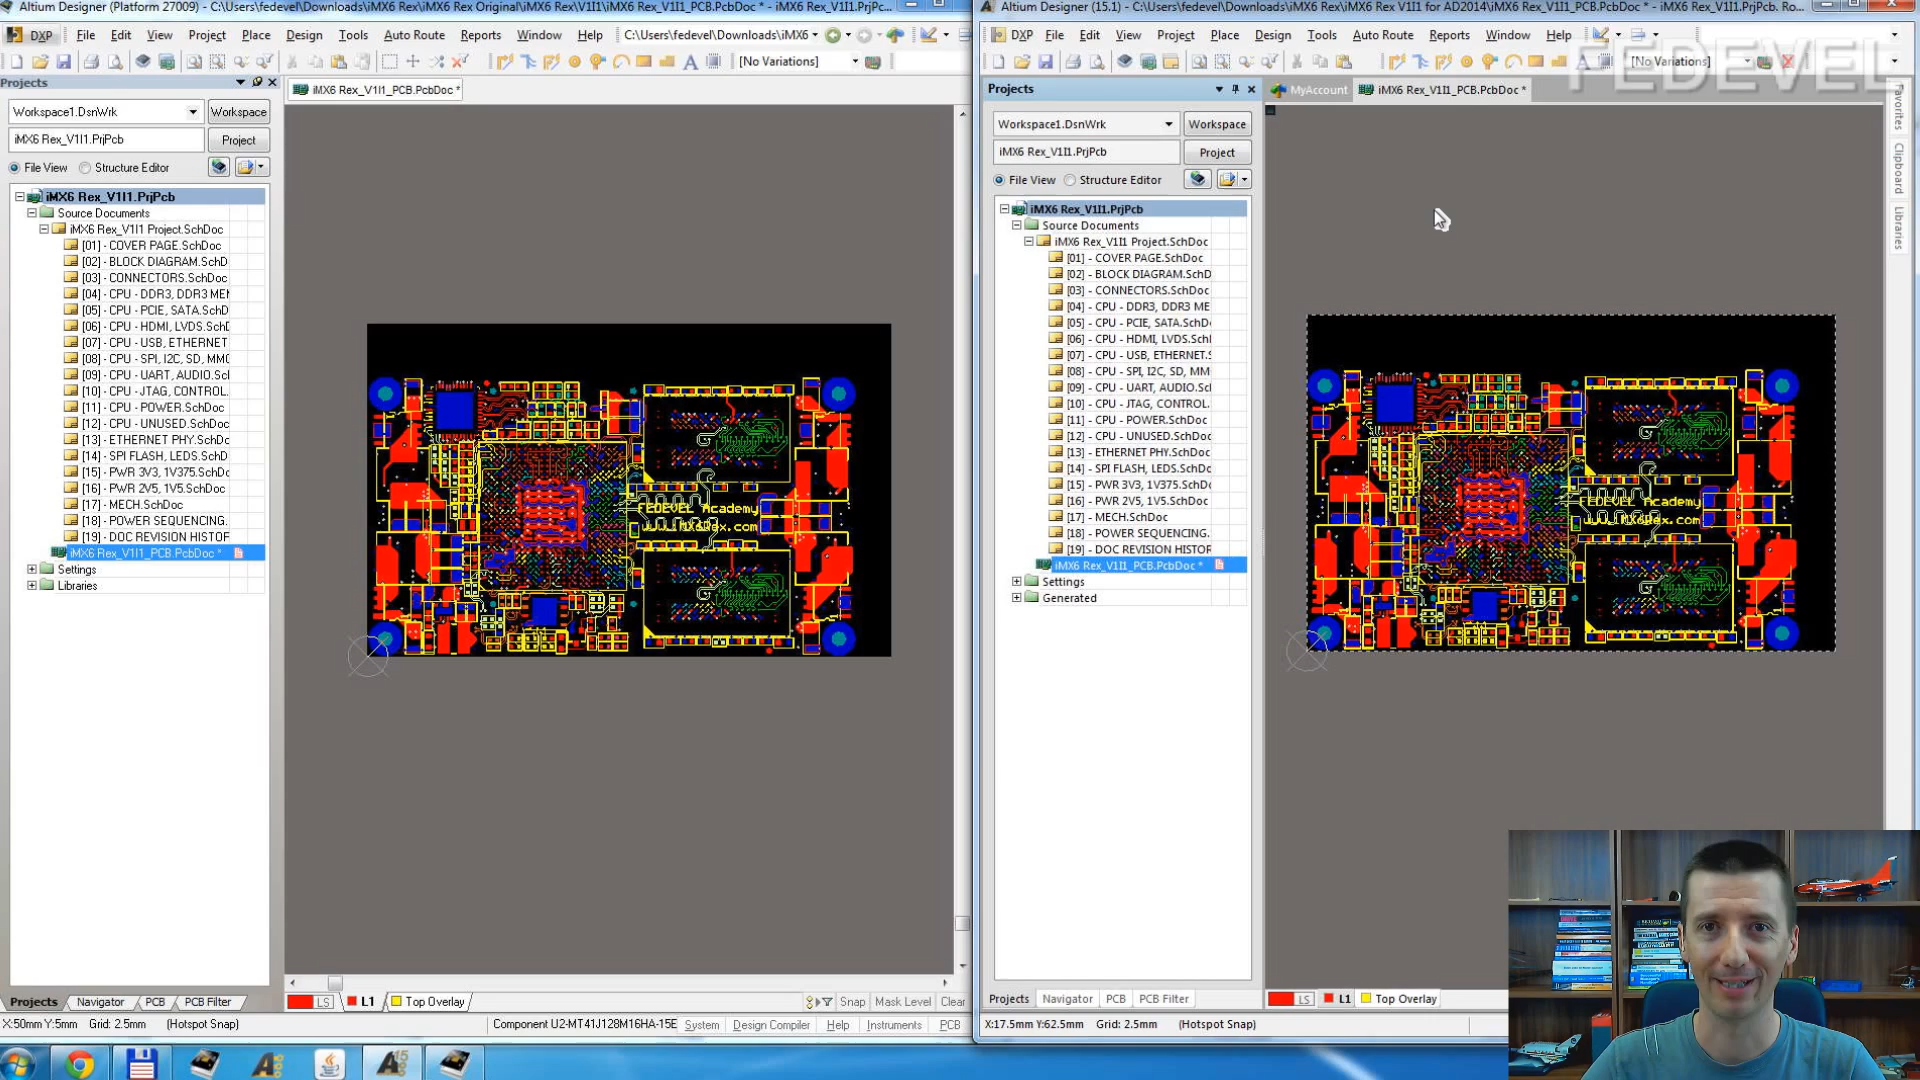 Altium Designer (Platform 27009) - C:\Users\fedevel\Downloads\iMX6 Rex\iMX6 Rex Original\iMX6 Rex\V1I1\iMX6 Rex_V1I1_PCB.PcbDoc * - iMX6 Rex_V1I1.PrjPc...
DXP File Edit View Project Place Design Tools Auto Route Reports Window Help C:\Users\fedevel\Downloads\iMX6
[No Variations]
Projects
iMX6 Rex_V1I1_PCB.PcbDoc *
Workspace1.DsnWrk Workspace
iMX6 Rex_V1I1.PrjPcb Project
File View Structure Editor
iMX6 Rex_V1I1.PrjPcb
Source Documents
iMX6 Rex_V1I1 Project.SchDoc
[01] - COVER PAGE.SchDoc
[02] - BLOCK DIAGRAM.SchD
[03] - CONNECTORS.SchDoc
[04] - CPU - DDR3, DDR3 MEM
[05] - CPU - PCIE, SATA.SchDo
[06] - CPU - HDMI, LVDS.SchD
[07] - CPU - USB, ETHERNET
[08] - CPU - SPI, I2C, SD, MMC
[09] - CPU - UART, AUDIO.Scl
[10] - CPU - JTAG, CONTROL.
[11] - CPU - POWER.SchDoc
[12] - CPU - UNUSED.SchDoc
[13] - ETHERNET PHY.SchDoc
[14] - SPI FLASH, LEDS.SchDc
[15] - PWR 3V3, 1V375.SchDc
[16] - PWR 2V5, 1V5.SchDoc
[17] - MECH.SchDoc
[18] - POWER SEQUENCING.
[19] - DOC REVISION HISTOF
iMX6 Rex_V1I1_PCB.PcbDoc *
Settings
Libraries
FEDEVEL Academy
www.iMX6Rex.com
Projects Navigator PCB PCB Filter
LS L1 Top Overlay Snap Mask Level Clear
X:50mm Y:5mm Grid: 2.5mm (Hotspot Snap) Component U2-MT41J128M16HA-15E System Design Compiler Help Instruments PCB
Altium Designer (15.1) - C:\Users\fedevel\Downloads\iMX6 Rex\iMX6 Rex V1I1 for AD2014\iMX6 Rex_V1I1_PCB.PcbDoc * - iMX6 Rex_V1I1.PrjPcb. Ro...
DXP File Edit View Project Place Design Tools Auto Route Reports Window Help
FEDEVEL
[No Variations]
Projects
MyAccount iMX6 Rex_V1I1_PCB.PcbDoc *
Workspace1.DsnWrk Workspace
iMX6 Rex_V1I1.PrjPcb Project
File View Structure Editor
iMX6 Rex_V1I1.PrjPcb
Source Documents
iMX6 Rex_V1I1 Project.SchDoc
[01] - COVER PAGE.SchDoc
[02] - BLOCK DIAGRAM.SchD
[03] - CONNECTORS.SchDoc
[04] - CPU - DDR3, DDR3 ME
[05] - CPU - PCIE, SATA.SchDo
[06] - CPU - HDMI, LVDS.Schl
[07] - CPU - USB, ETHERNET.S
[08] - CPU - SPI, I2C, SD, MM
[09] - CPU - UART, AUDIO.Scl
[10] - CPU - JTAG, CONTROL.
[11] - CPU - POWER.SchDoc
[12] - CPU - UNUSED.SchDoc
[13] - ETHERNET PHY.SchDoc
[14] - SPI FLASH, LEDS.SchDc
[15] - PWR 3V3, 1V375.SchDc
[16] - PWR 2V5, 1V5.SchDoc
[17] - MECH.SchDoc
[18] - POWER SEQUENCING.
[19] - DOC REVISION HISTOR
iMX6 Rex_V1I1_PCB.PcbDoc *
Settings
Generated
FEDEVEL Academy
www.iMX6Rex.com
Favorites
Clipboard
Libraries
Projects Navigator PCB PCB Filter
LS L1 Top Overlay
X:17.5mm Y:62.5mm Grid: 2.5mm (Hotspot Snap)